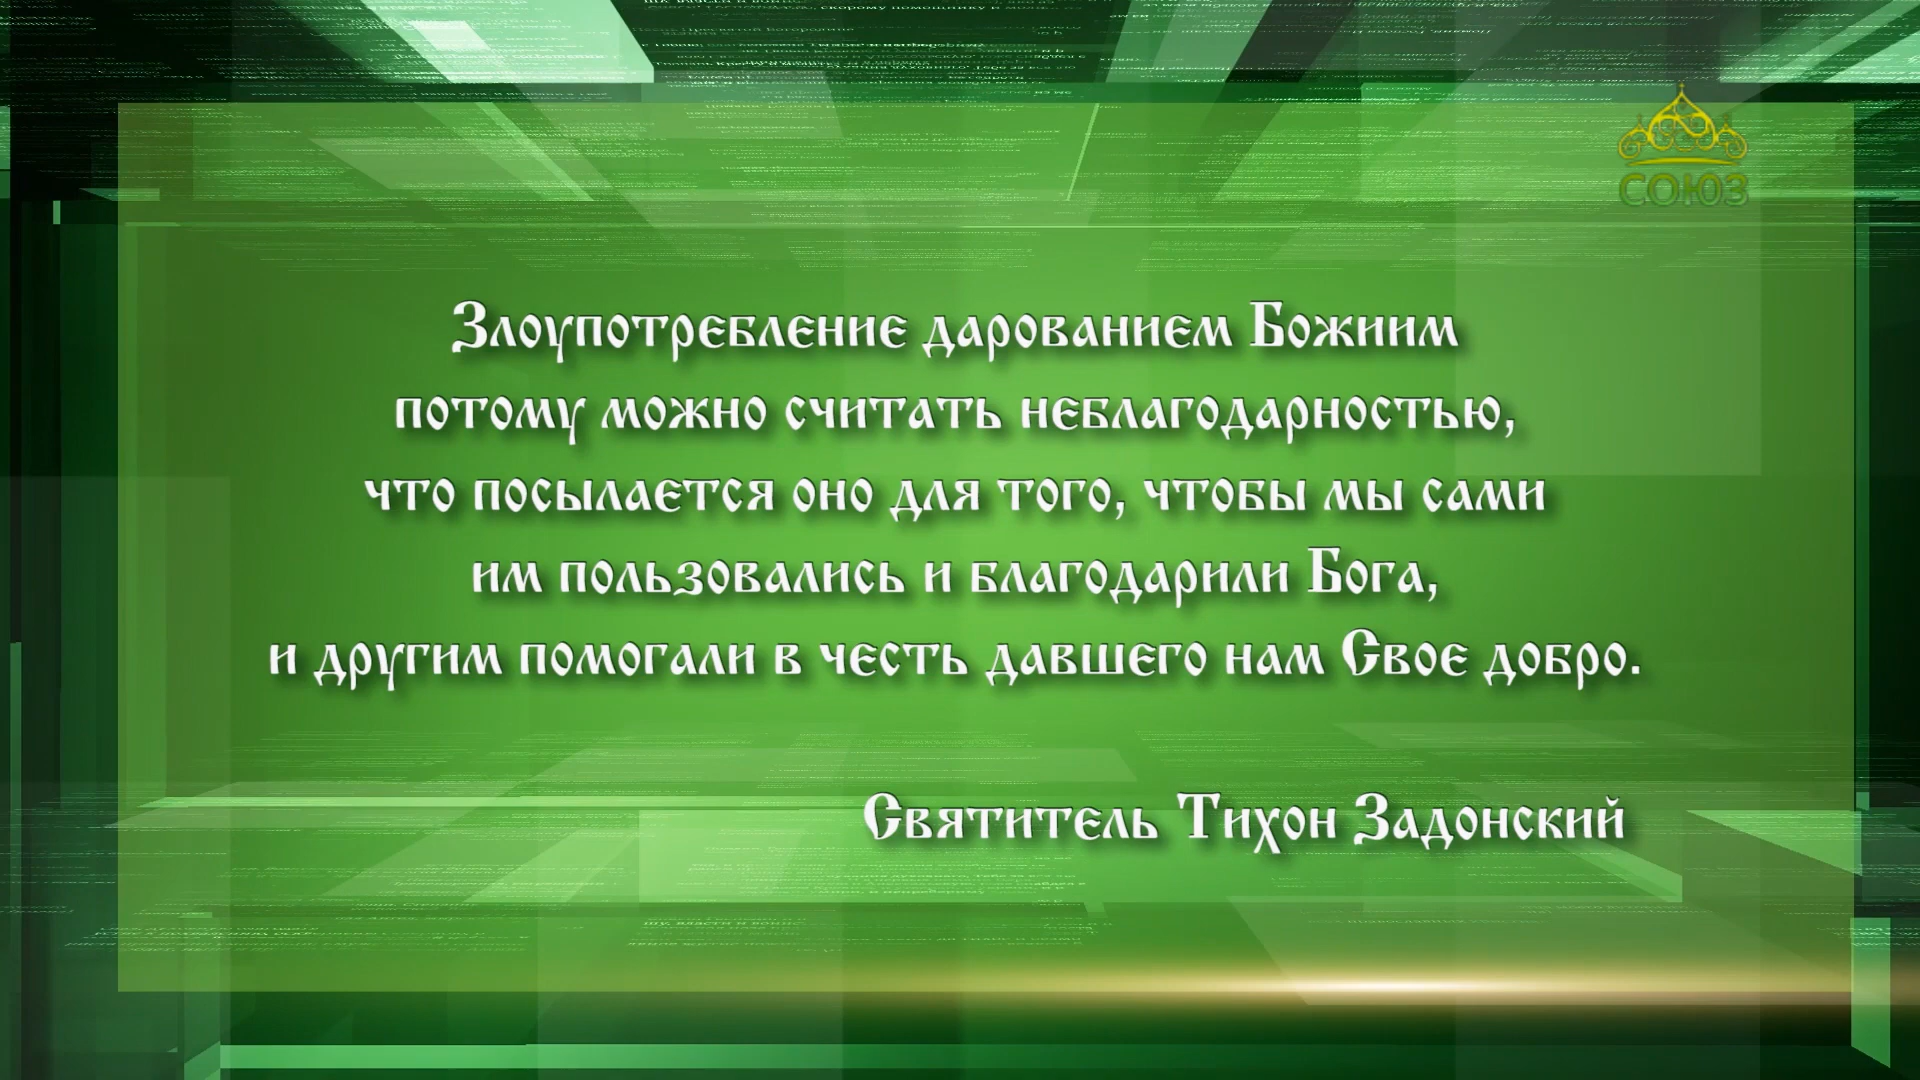 СОЮЗ
Злоупотребление дарованием Божиим
потому можно считать неблагодарностью,
что посылается оно для того, чтобы мы сами
им пользовались и благодарили Бога,
и другим помогали в честь давшего нам Свое добро.
Святитель Тихон Задонский